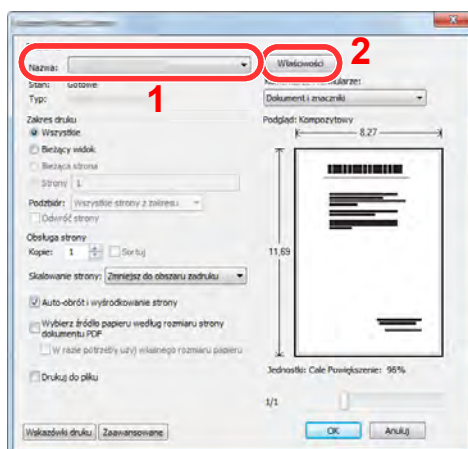 2
Nazwa:
Właściwości
1
Stan: Gotowe
Typ:
Dokument i znaczniki
Zakres druku
Podgląd: Kompozytowy
Wszystkie
8,27
Bieżący widok
Bieżąca strona
Strony 1
Podzbiór: Wszystkie strony z zakresu
Odwróć strony
Obsługa strony
Kopie: 1 Sortuj
11,69
Skalowanie strony: Zmniejsz do obszaru zadruku
Auto-obrót i wyśrodkowanie strony
Wybierz źródło papieru według rozmiaru strony
dokumentu PDF
W razie potrzeby użyj własnego rozmiaru papieru
Drukuj do pliku
Jednostki: Cale Powiększenie: 96%
1/1
Wskazówki druku Zaawansowane
OK Anuluj